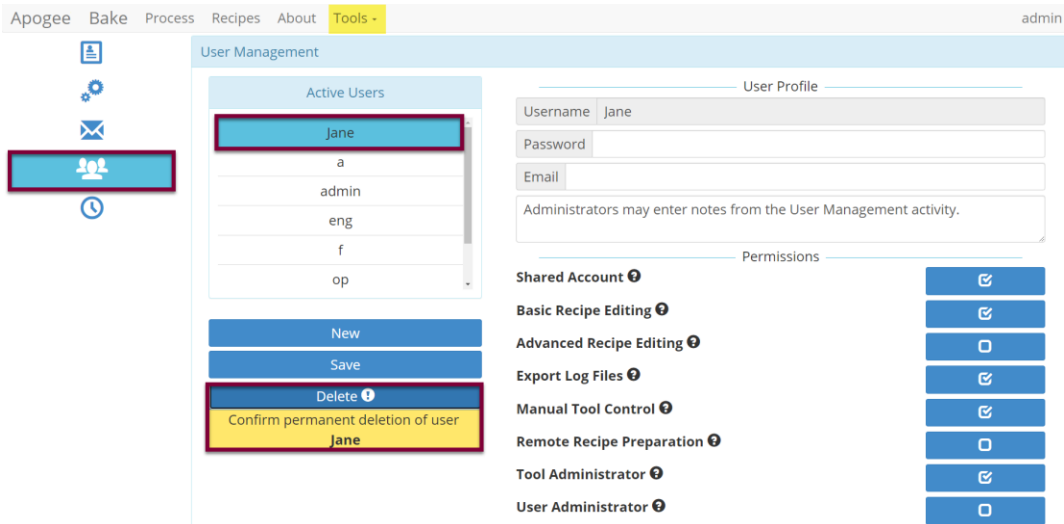 Apogee Bake Process Recipes About Tools admin
User Management
Active Users
Jane
a
admin
eng
f
op
New
Save
Delete
Confirm permanent deletion of user
Jane
User Profile
Username Jane
Password
Email
Administrators may enter notes from the User Management activity.
Permissions
Shared Account
Basic Recipe Editing
Advanced Recipe Editing
Export Log Files
Manual Tool Control
Remote Recipe Preparation
Tool Administrator
User Administrator